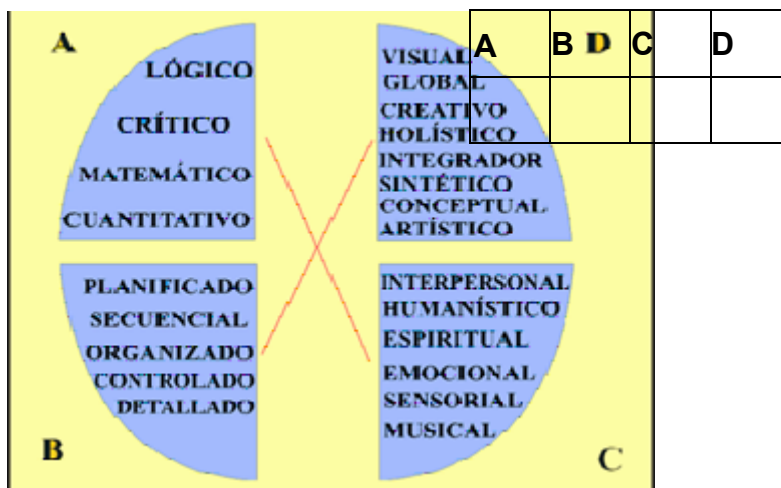 A
LÓGICO
CRÍTICO
MATEMÁTICO
CUANTITATIVO
D
VISUAL
GLOBAL
CREATIVO
HOLÍSTICO
INTEGRADOR
SINTÉTICO
CONCEPTUAL
ARTÍSTICO
A B C D
PLANIFICADO
SECUENCIAL
ORGANIZADO
CONTROLADO
DETALLADO
B
INTERPERSONAL
HUMANÍSTICO
ESPIRITUAL
EMOCIONAL
SENSORIAL
MUSICAL
C